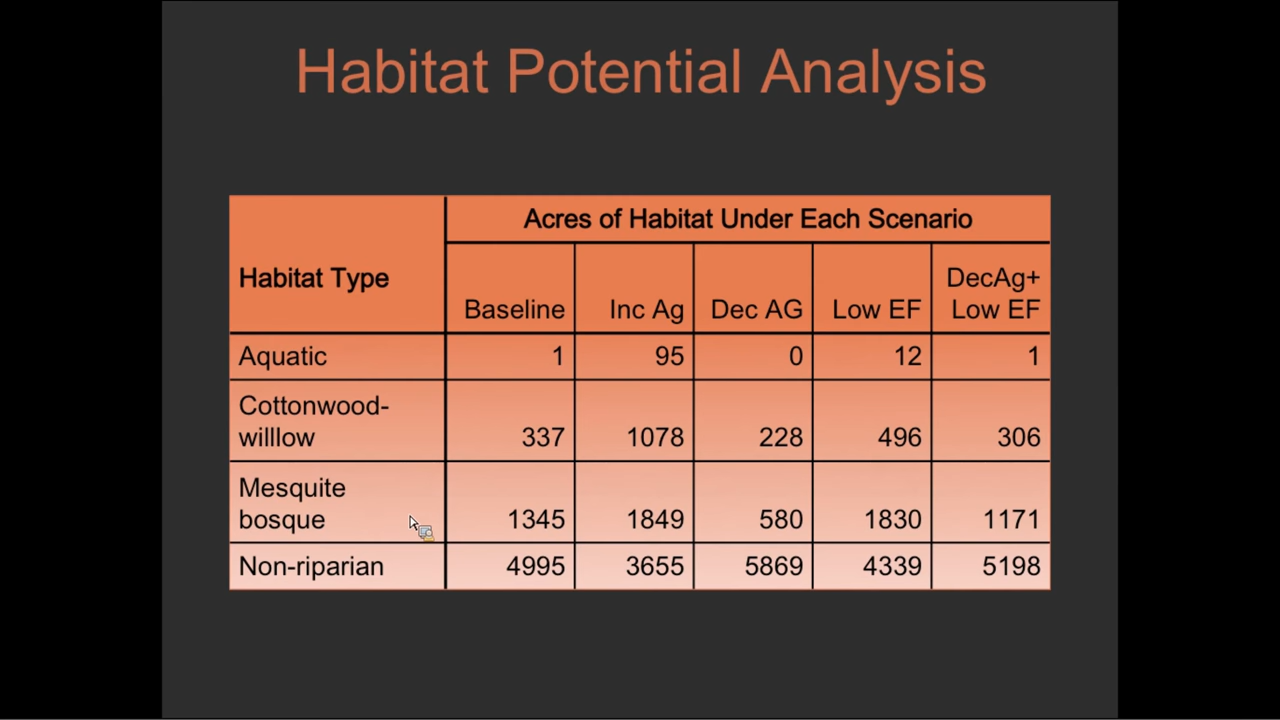 Habitat Potential Analysis
Acres of Habitat Under Each Scenario
Habitat Type
Baseline
Inc Ag
Dec AG
Low EF
DecAg+
Low EF
Aquatic
1
95
0
12
1
Cottonwood-
willlow
337
1078
228
496
306
Mesquite
bosque
1345
1849
580
1830
1171
Non-riparian
4995
3655
5869
4339
5198